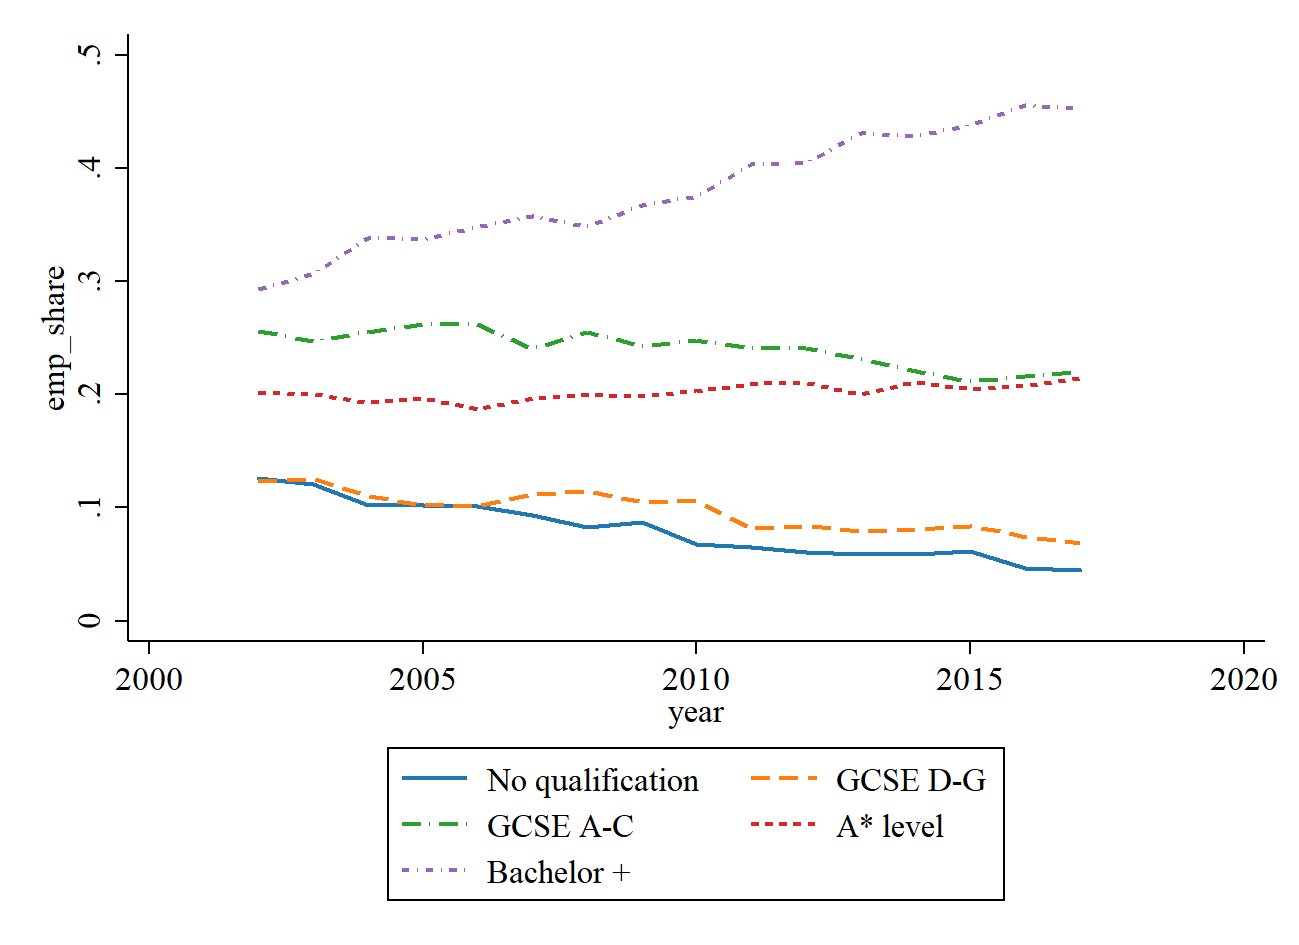 .5
.4
.3
.2
.1
0
emp_share
2000 2005 2010 2015 2020
year
No qualification GCSE D-G
GCSE A-C A* level
Bachelor +